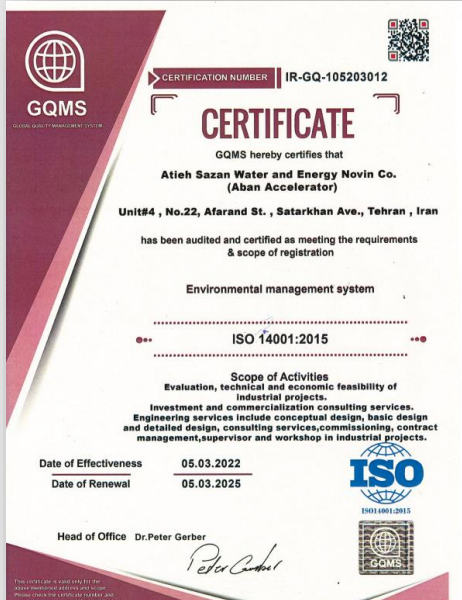 GQMS
GLOBAL QUALITY MANAGEMENT SYSTEM
CERTIFICATION NUMBER IR-GQ-105203012
CERTIFICATE
GQMS hereby certifies that
Atieh Sazan Water and Energy Novin Co.
(Aban Accelerator)
Unit#4 , No.22, Afarand St. , Satarkhan Ave., Tehran , Iran
has been audited and certified as meeting the requirements
& scope of registration
Environmental management system
ISO 14001:2015
Scope of Activities
Evaluation, technical and economic feasibility of
industrial projects.
Investment and commercialization consulting services.
Engineering services include conceptual design, basic design
and detailed design, consulting services,commissioning, contract
management,supervisor and workshop in industrial projects.
Date of Effectiveness 05.03.2022
Date of Renewal 05.03.2025
ISO
ISO14001:2015
Head of Office Dr.Peter Gerber
Peter Gerber
GQMS
This certificate is valid only for the
above mentioned address and scope.
Please check the certificate number and